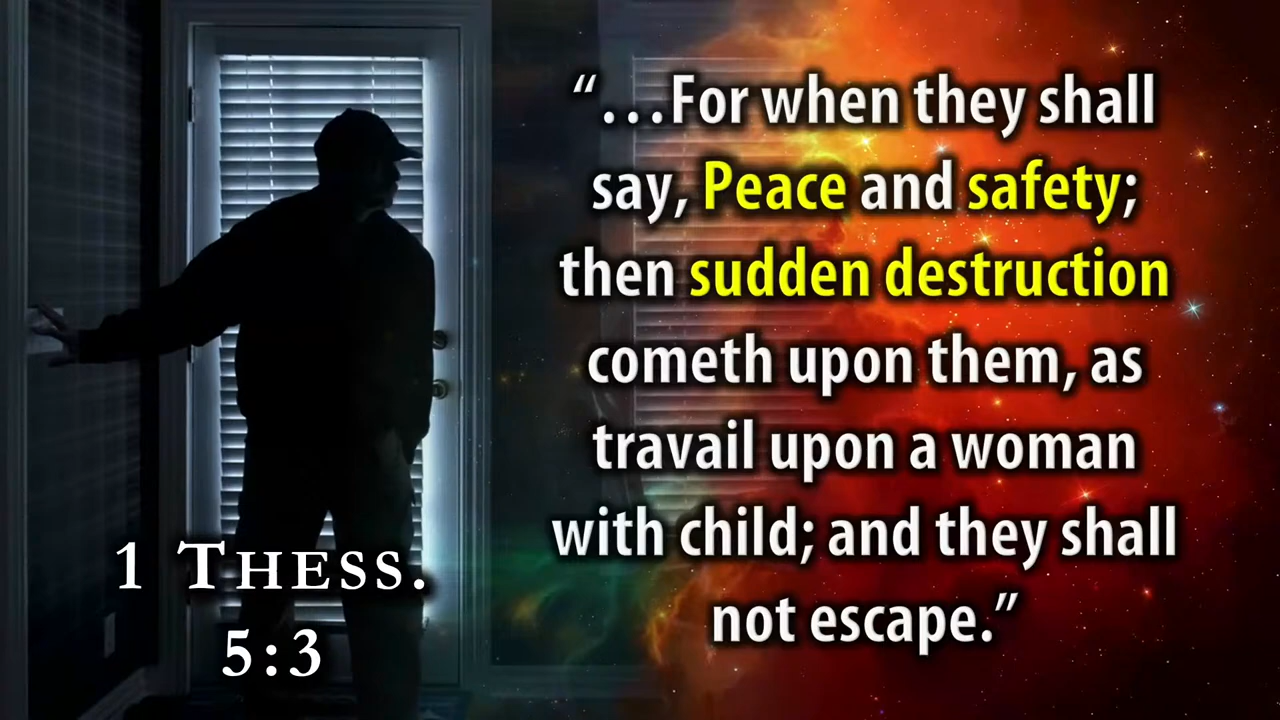 “…For when they shall
say, Peace and safety;
then sudden destruction
cometh upon them, as
travail upon a woman
with child; and they shall
not escape.”
1 Thess.
5:3